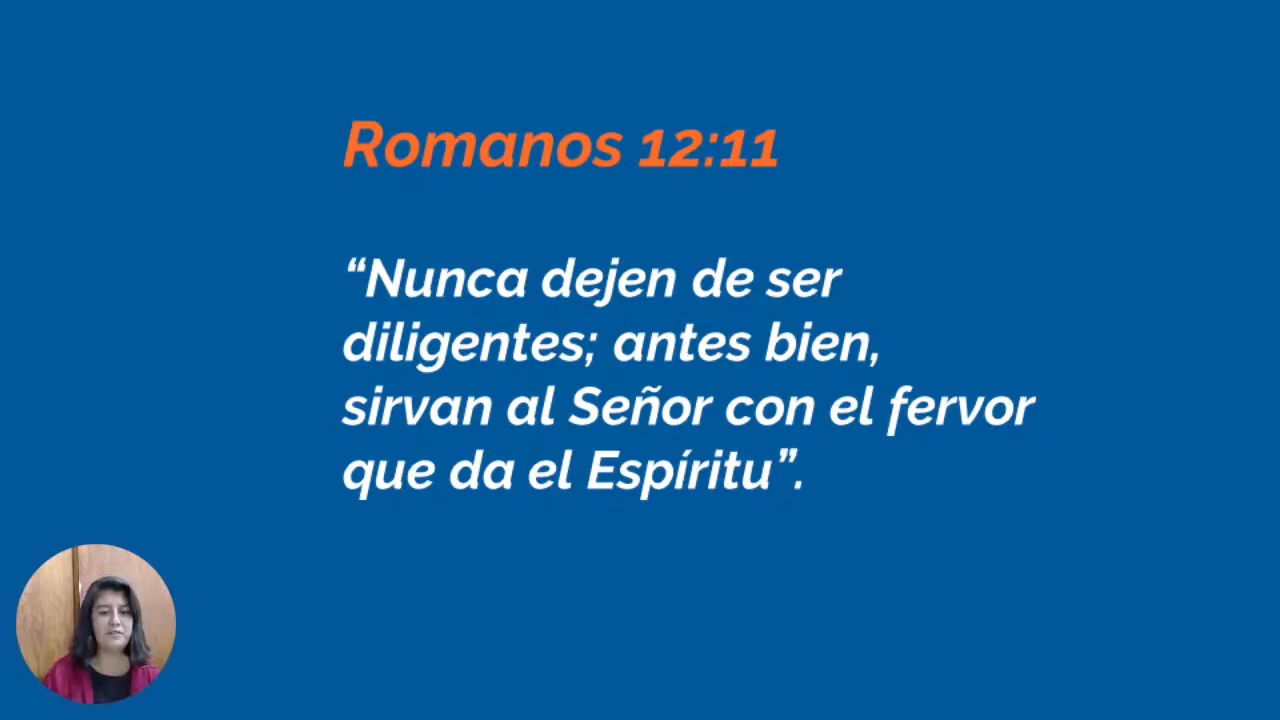 Romanos 12:11
“Nunca dejen de ser
diligentes; antes bien,
sirvan al Señor con el fervor
que da el Espíritu”.